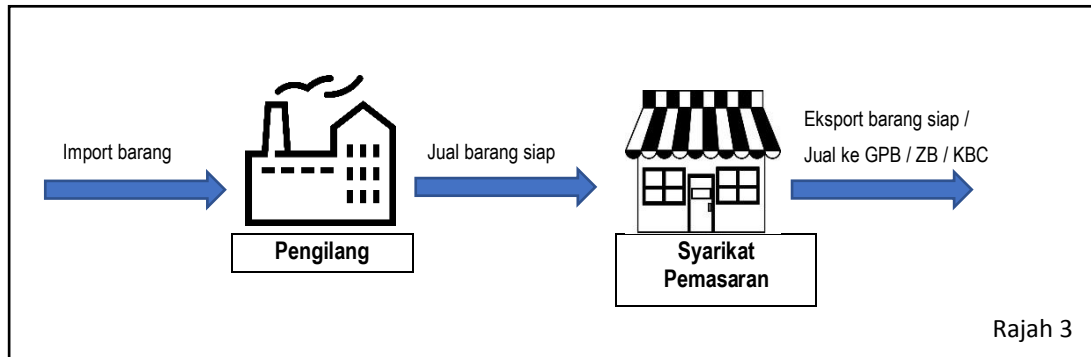 Import barang
Pengilang
Jual barang siap
Syarikat
Pemasaran
Eksport barang siap /
Jual ke GPB / ZB / KBC
Rajah 3